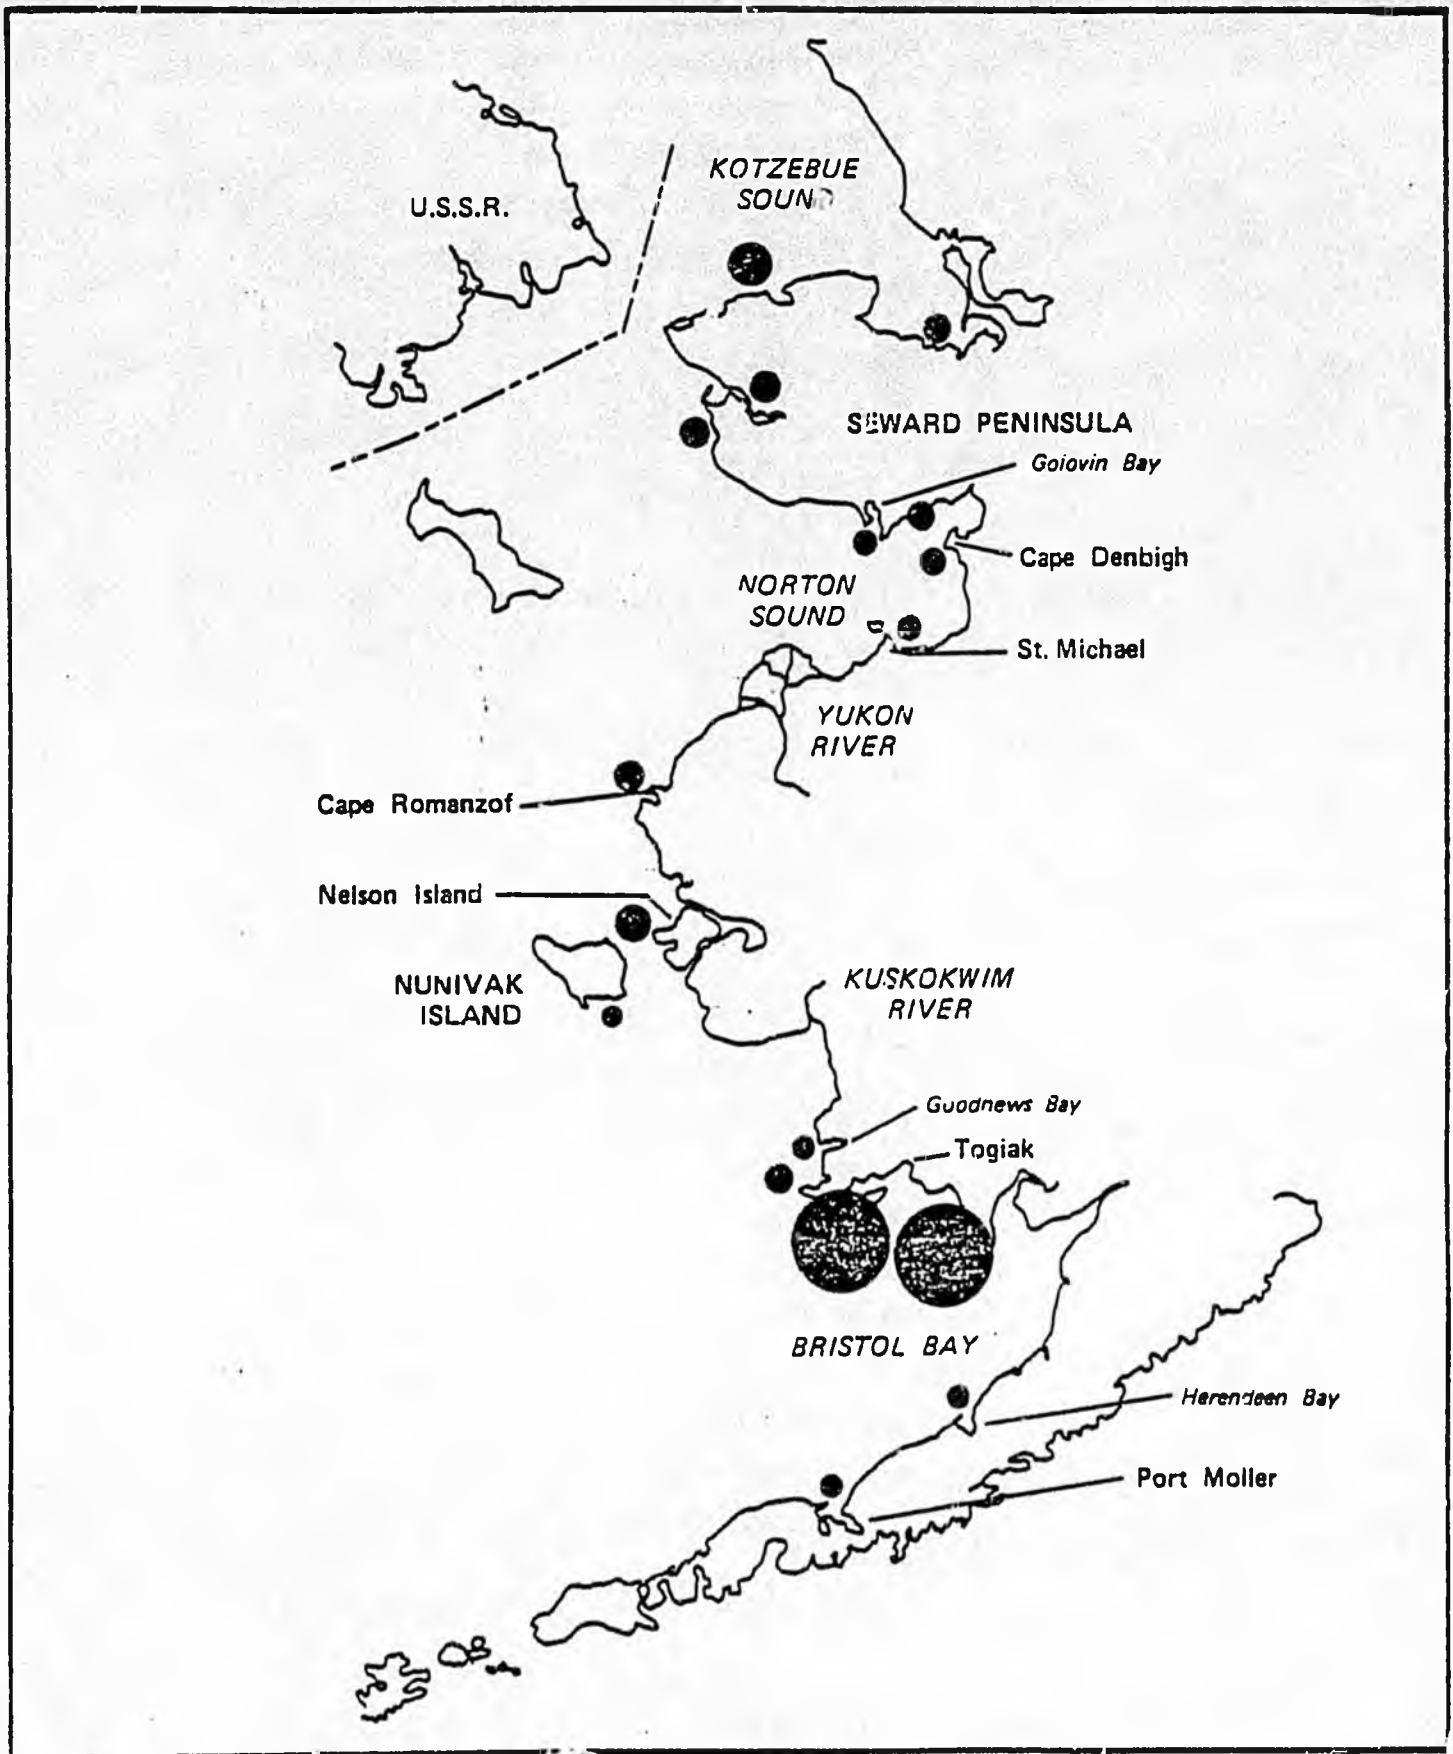 KOTZEBUE
SOUND
U.S.S.R.
SEWARD PENINSULA
Golovin Bay
Cape Denbigh
NORTON
SOUND
St. Michael
YUKON
RIVER
Cape Romanzof
Nelson Island
NUNIVAK
ISLAND
KUSKOKWIM
RIVER
Goodnews Bay
Togiak
BRISTOL BAY
Herendeen Bay
Port Moller